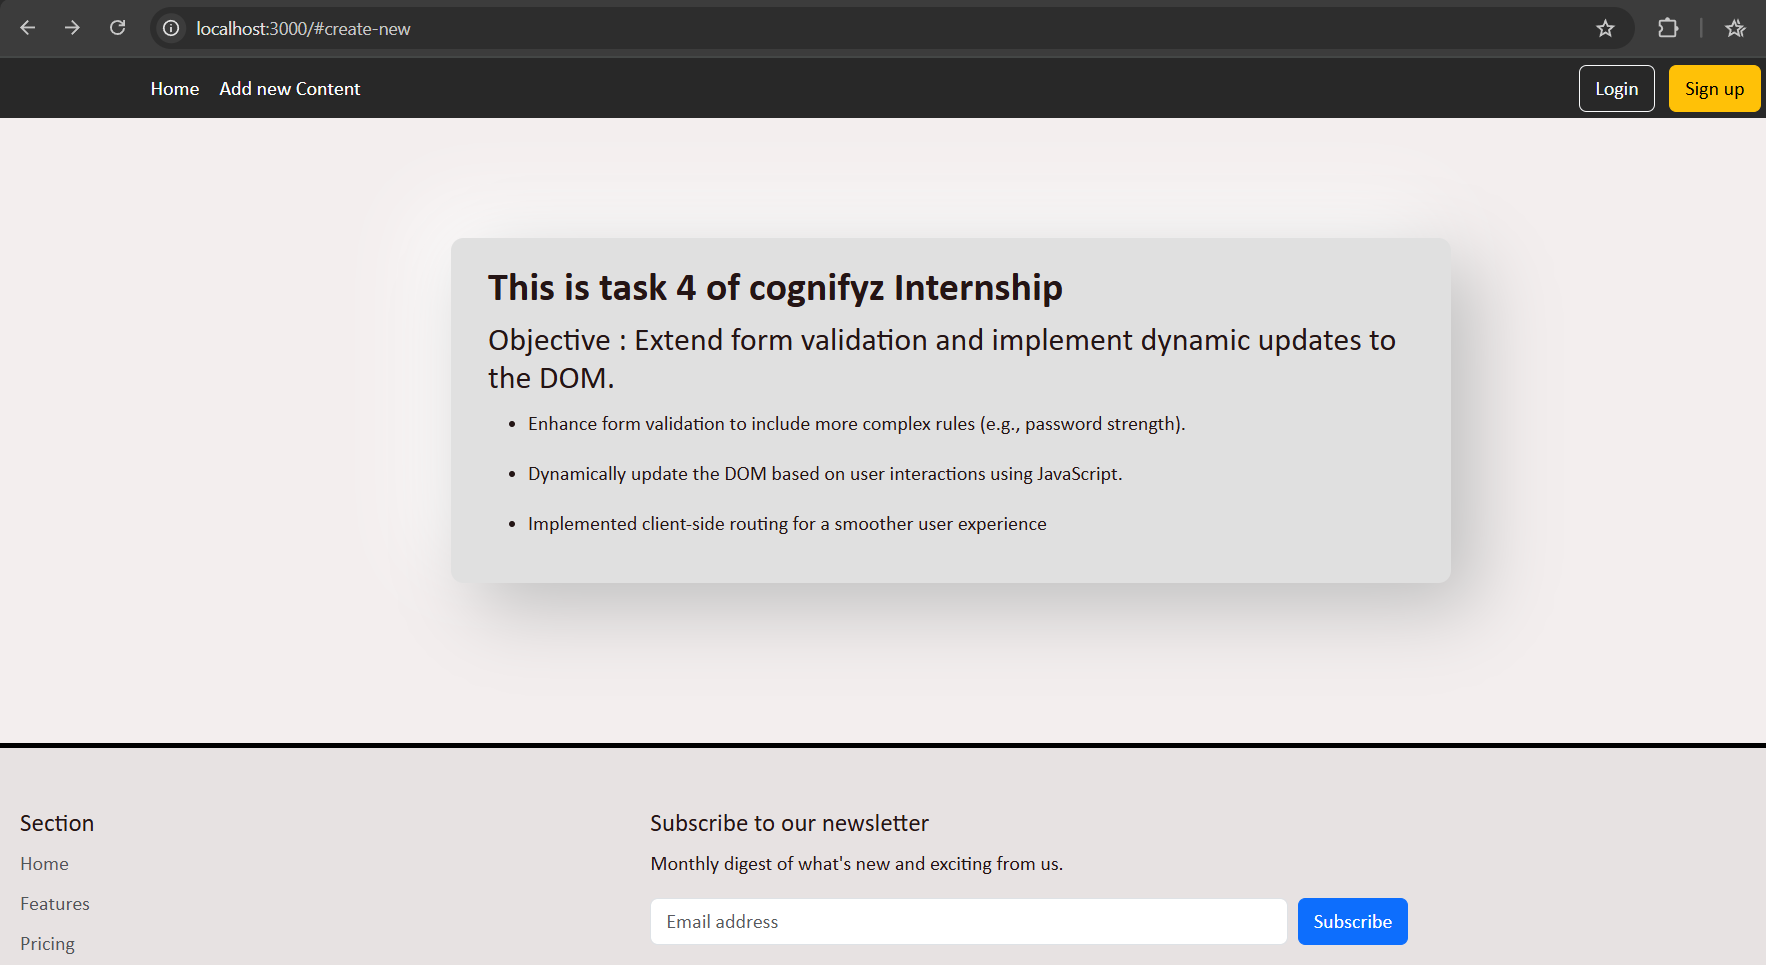 localhost:3000/#create-new
Home Add new Content Login Sign up
This is task 4 of cognifyz Internship
Objective : Extend form validation and implement dynamic updates to
the DOM.
• Enhance form validation to include more complex rules (e.g., password strength).
• Dynamically update the DOM based on user interactions using JavaScript.
• Implemented client-side routing for a smoother user experience
Section
Home
Features
Pricing
Subscribe to our newsletter
Monthly digest of what's new and exciting from us.
Email address Subscribe